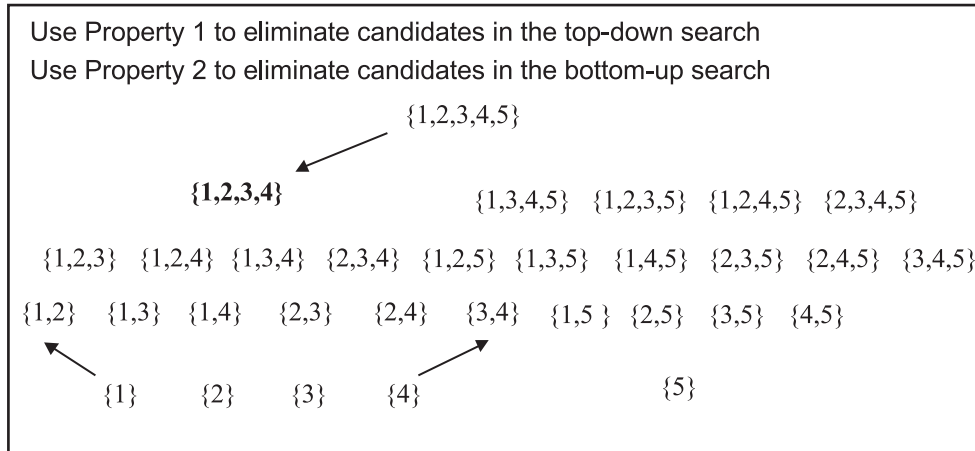 Use Property 1 to eliminate candidates in the top-down search
Use Property 2 to eliminate candidates in the bottom-up search
{1,2,3,4,5}
{1,2,3,4} {1,3,4,5} {1,2,3,5} {1,2,4,5} {2,3,4,5}
{1,2,3} {1,2,4} {1,3,4} {2,3,4} {1,2,5} {1,3,5} {1,4,5} {2,3,5} {2,4,5} {3,4,5}
{1,2} {1,3} {1,4} {2,3} {2,4} {3,4} {1,5 } {2,5} {3,5} {4,5}
{1} {2} {3} {4} {5}